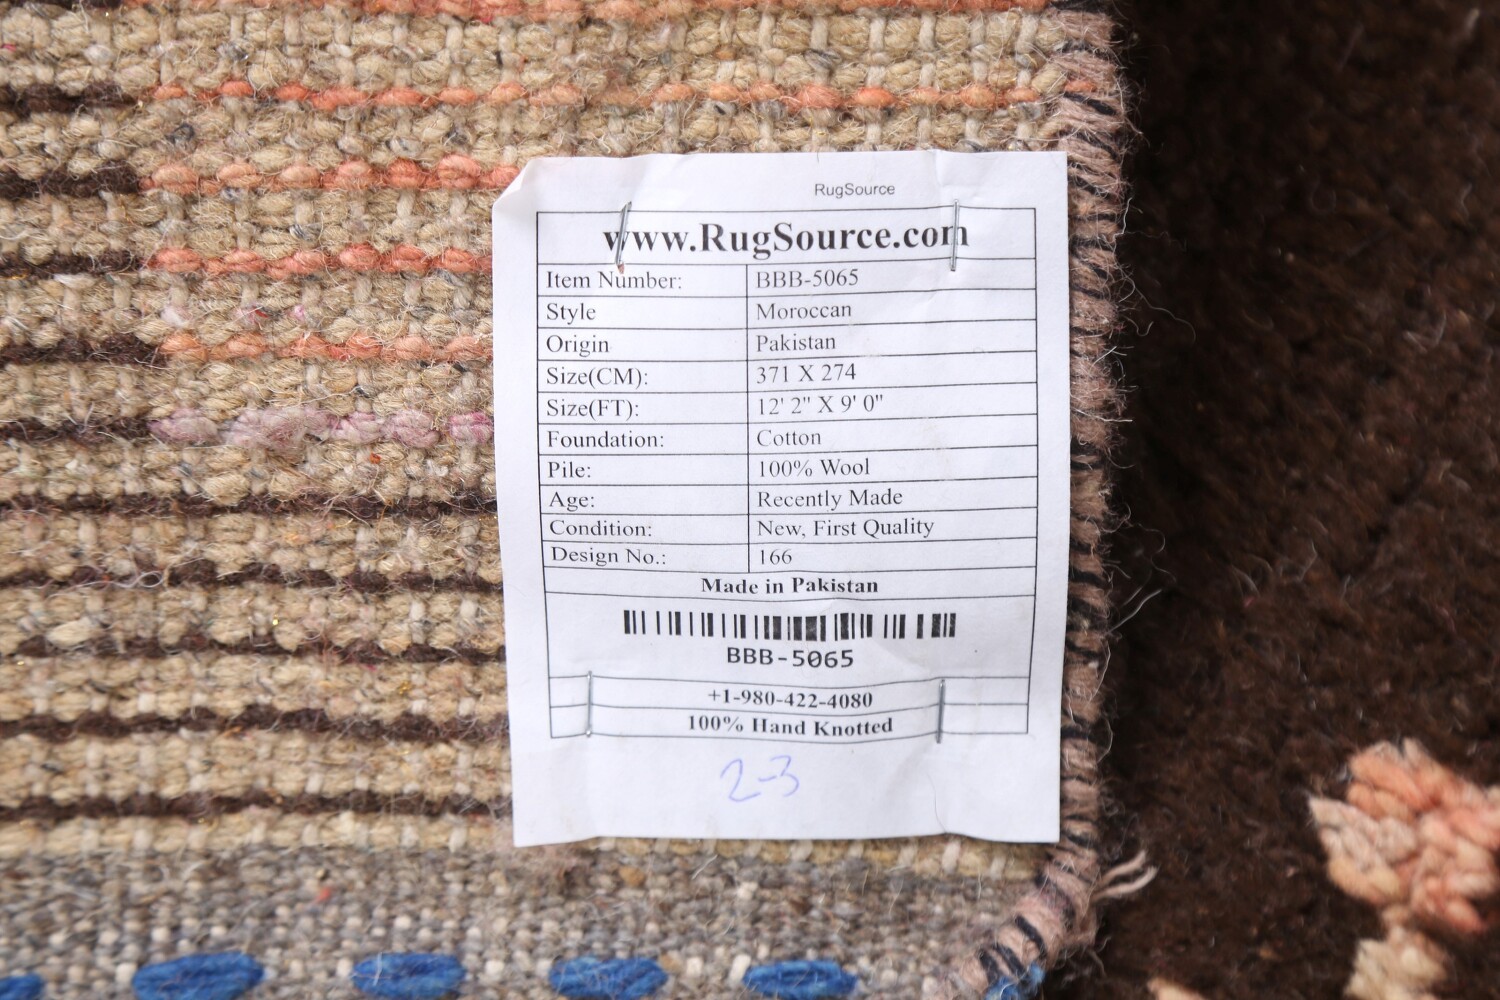 RugSource
www.RugSource.com
Item Number: BBB-5065
Style Moroccan
Origin Pakistan
Size(CM): 371 X 274
Size(FT): 12' 2" X 9' 0"
Foundation: Cotton
Pile: 100% Wool
Age: Recently Made
Condition: New, First Quality
Design No.: 166
Made in Pakistan
BBB-5065
+1-980-422-4080
100% Hand Knotted
2-3